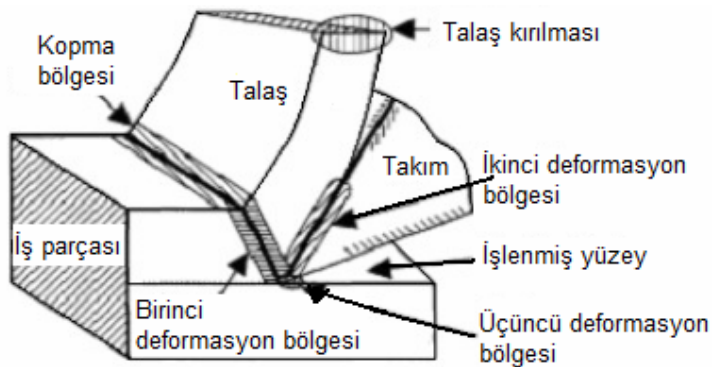 Kopma
bölgesi
Talaş kırılması
Talaş
Takım
İkinci deformasyon
bölgesi
İş parçası
İşlenmiş yüzey
Birinci
deformasyon bölgesi
Üçüncü deformasyon
bölgesi